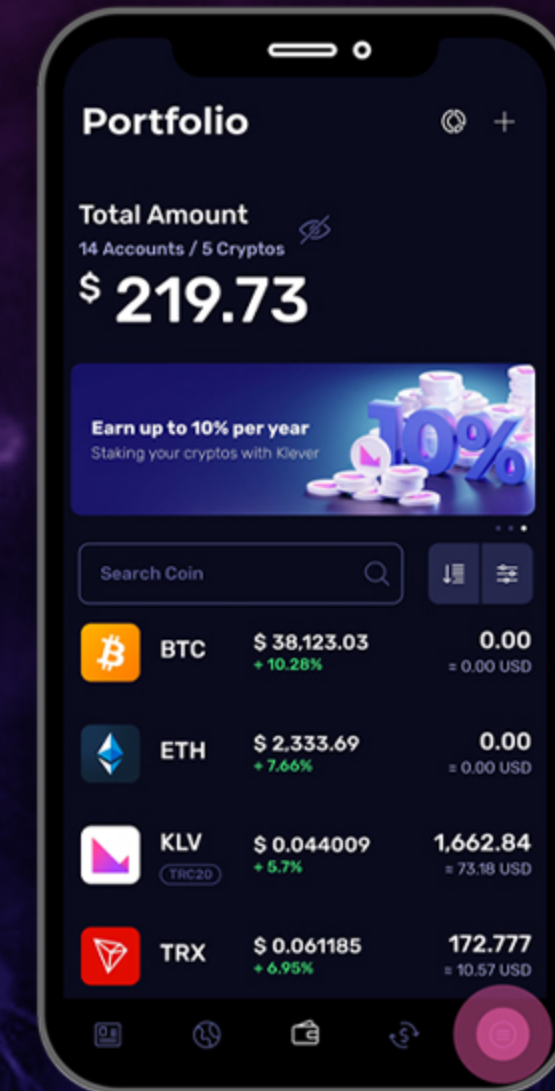 Portfolio
Total Amount
14 Accounts / 5 Cryptos
$ 219.73
Earn up to 10% per year
Staking your cryptos with Klever
10%
Search Coin
BTC $ 38,123.03 0.00
+ 10.28% = 0.00 USD
ETH $ 2,333.69 0.00
+ 7.66% = 0.00 USD
KLV $ 0.044009 1,662.84
TRC20 + 5.7% = 73.18 USD
TRX $ 0.061185 172.777
+ 6.95% = 10.57 USD